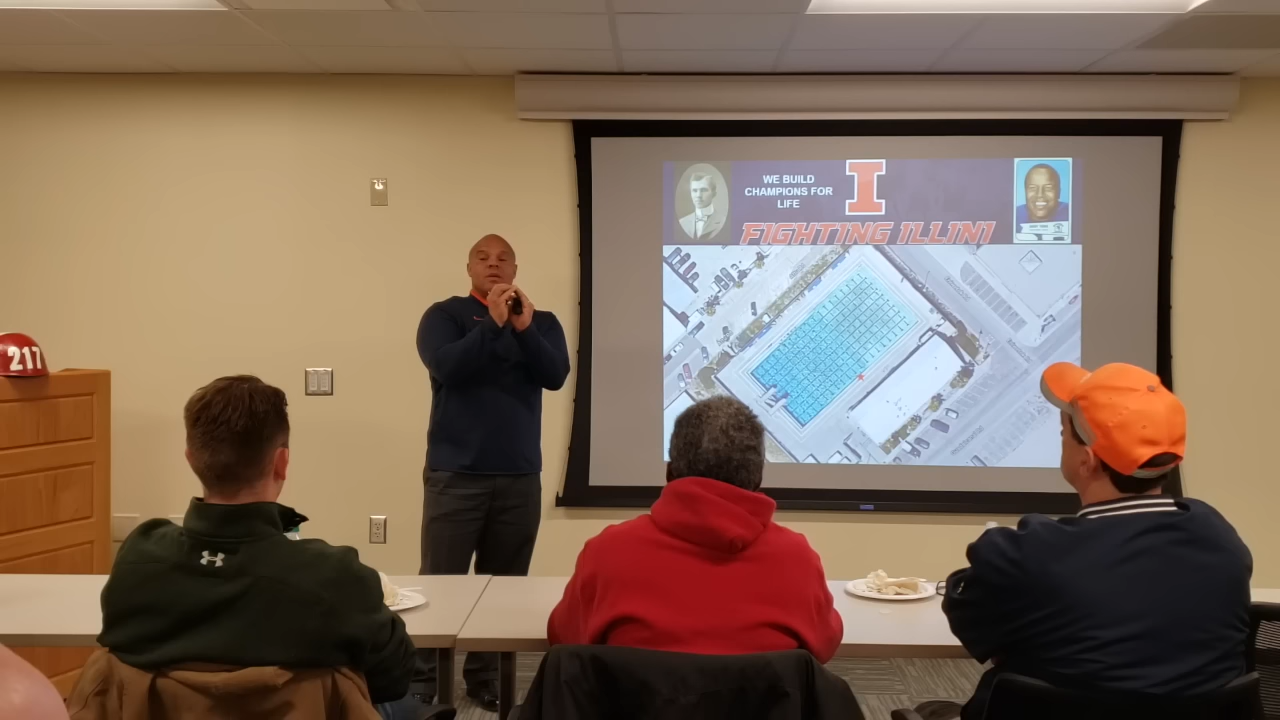 WE BUILD
CHAMPIONS FOR
LIFE
I
FIGHTING ILLINI
217